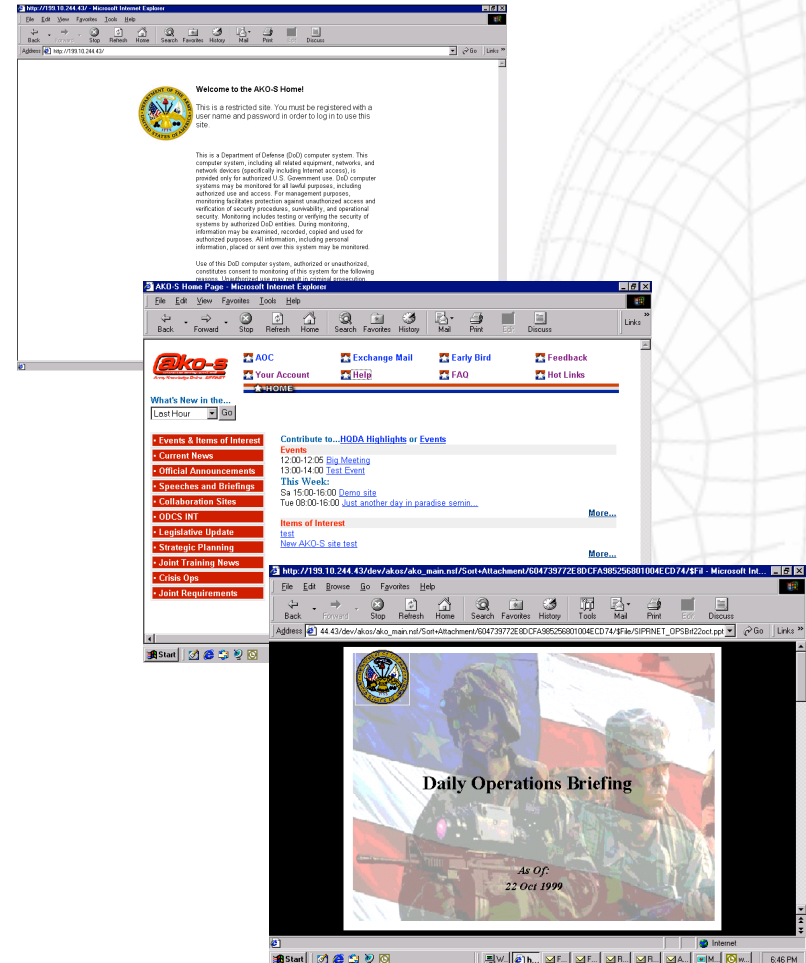 http://199.10.244.43/ - Microsoft Internet Explorer
File Edit View Favorites Tools Help
Back Forward Stop Refresh Home Search Favorites History Mail Print Edit Discuss
Address http://199.10.244.43/ Go Links »
Welcome to the AKO-S Home!
This is a restricted site. You must be registered with a
user name and password in order to log in to use this
site.
This is a Department of Defense (DoD) computer system. This
computer system, including all related equipment, networks, and
network devices (specifically including Internet access), is
provided only for authorized U.S. Government use. DoD computer
systems may be monitored for all lawful purposes, including
authorized use and access. For management purposes,
monitoring facilitates protection against unauthorized access and
verification of security procedures, survivability, and operational
security. Monitoring includes testing or verifying the security of
systems by authorized DoD entities. During monitoring,
information may be examined, recorded, copied and used for
authorized purposes. All information, including personal
information, placed or sent over this system may be monitored.
Use of this DoD computer system, authorized or unauthorized,
constitutes consent to monitoring of this system for the following
reasons. Unauthorized use may result in criminal prosecution.
AKO-S Home Page - Microsoft Internet Explorer
File Edit View Favorites Tools Help
Back Forward Stop Refresh Home Search Favorites History Mail Print Edit Discuss Links »
@ko-s
AOC Exchange Mail Early Bird Feedback
Your Account Help FAQ Hot Links
HOME
What's New in the...
Last Hour Go
• Events & Items of Interest
• Current News
• Official Announcements
• Speeches and Briefings
• Collaboration Sites
• ODCS INT
• Legislative Update
• Strategic Planning
• Joint Training News
• Crisis Ops
• Joint Requirements
Contribute to...HQDA Highlights or Events
Events
12:00-12:05 Big Meeting
13:00-14:00 Test Event
This Week:
Sa 15:00-16:00 Demo site
Tue 08:00-16:00 Just another day in paradise semin...
More...
Items of Interest
test
New AKO-S site test
More...
Start
http://199.10.244.43/dev/akos/ako_main.nsf/Sort+Attachment/604739772E8DCFA985256801004ECD74/$Fil - Microsoft Int...
File Edit Browse Go Favorites Help
Back Forward Stop Refresh Home Search Favorites History Tools Mail Print Edit Discuss
Address 44.43/dev/akos/ako_main.nsf/Sort+Attachment/604739772E8DCFA985256801004ECD74/$File/SIPRNET_OPSBrf22oct.ppt Go Links »
Daily Operations Briefing
As Of:
22 Oct 1999
Internet
Start W... h... F... F... R... R... A... M... w... 6:46 PM